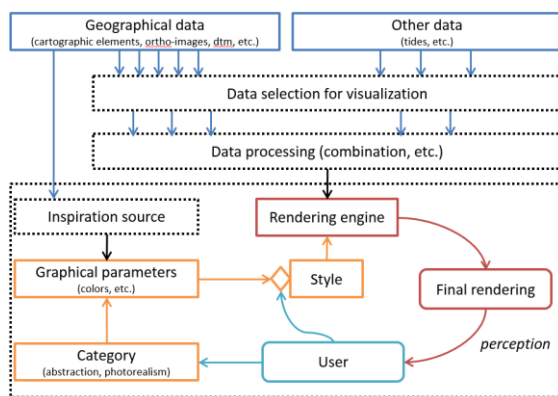 Geographical data
(cartographic elements, ortho-images, dtm, etc.)
Other data
(tides, etc.)
Data selection for visualization
Data processing (combination, etc.)
Inspiration source
Rendering engine
Graphical parameters
(colors, etc.)
Style
Final rendering
perception
Category
(abstraction, photorealism)
User